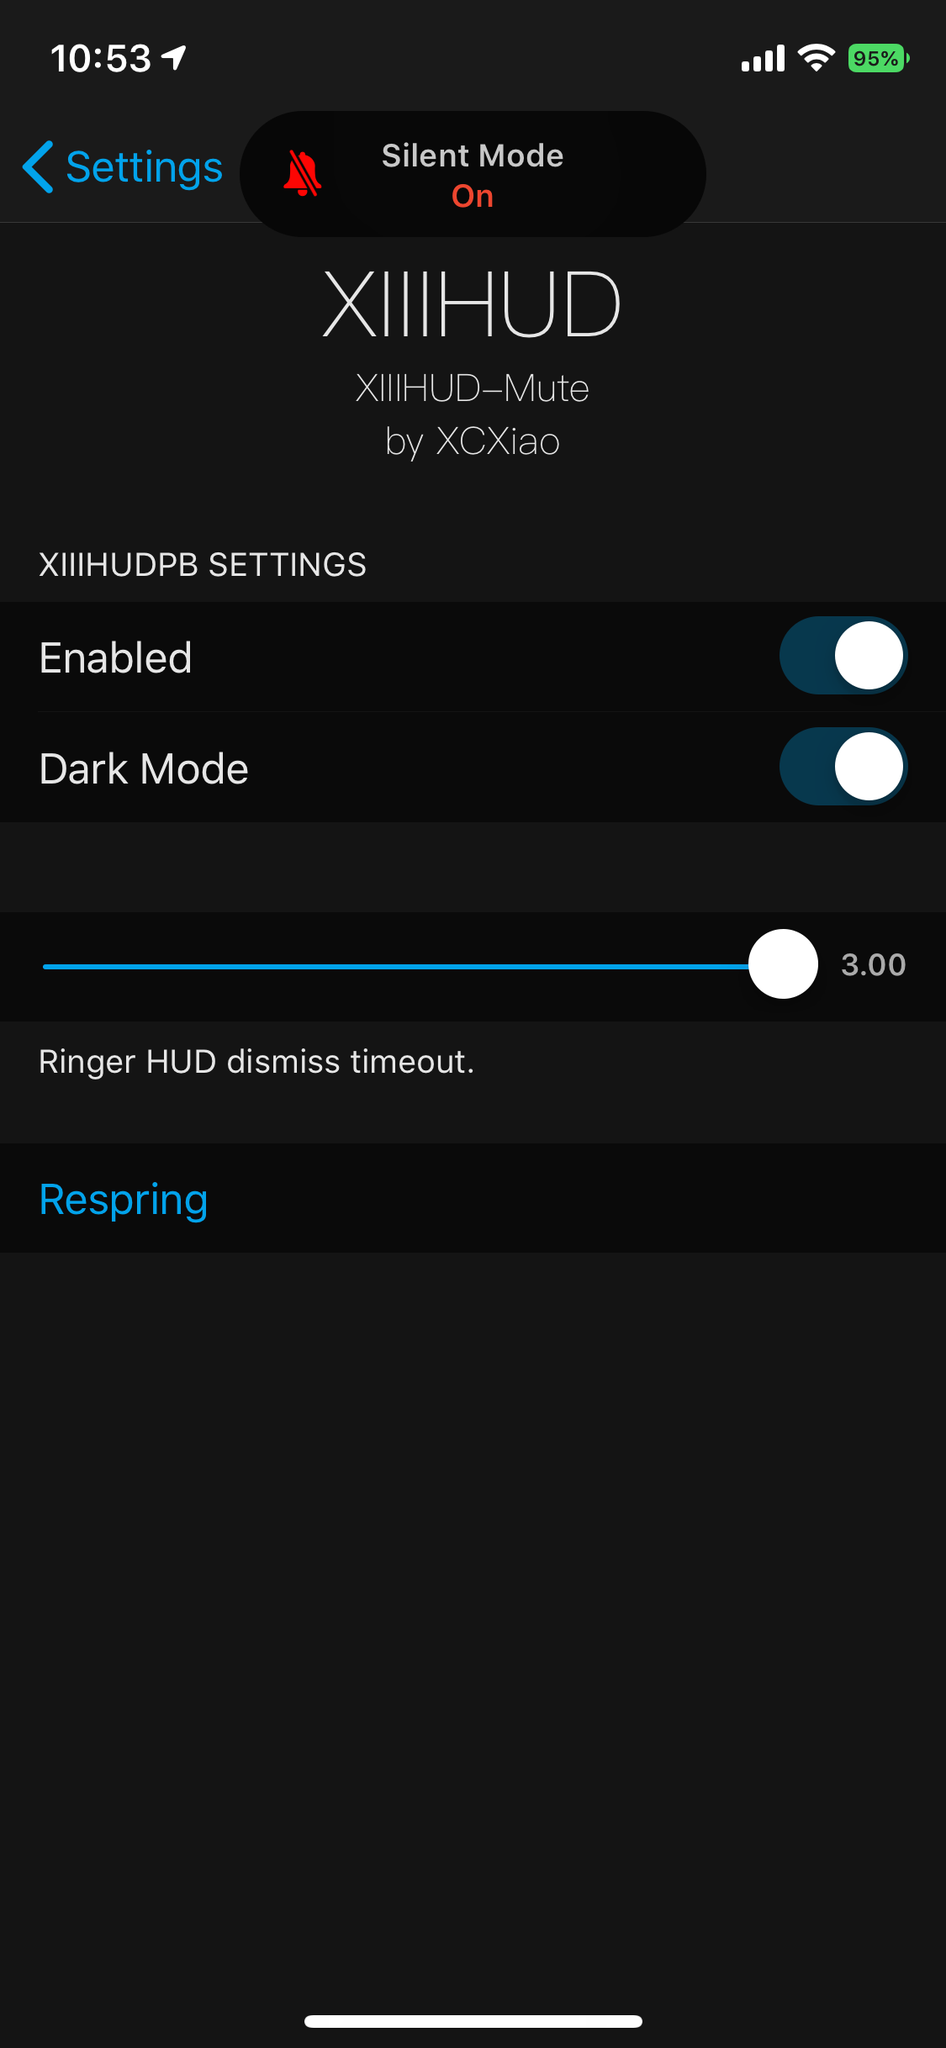 10:53
95%
Settings
Silent Mode
On
XIIIHUD
XIIIHUD–Mute
by XCXiao
XIIIHUDPB SETTINGS
Enabled
Dark Mode
3.00
Ringer HUD dismiss timeout.
Respring